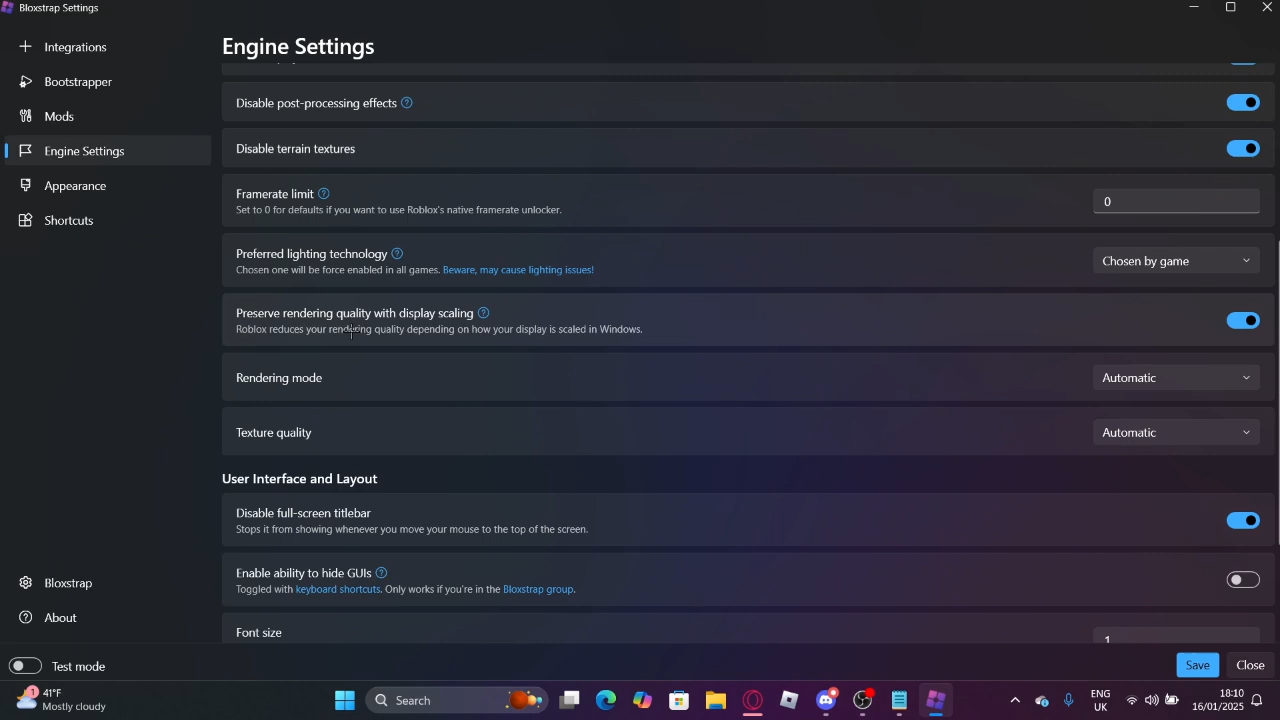 Bloxstrap Settings
Integrations
Bootstrapper
Mods
Engine Settings
Appearance
Shortcuts
Bloxstrap
About
Test mode
Engine Settings
Disable post-processing effects
Disable terrain textures
Framerate limit
Set to 0 for defaults if you want to use Roblox's native framerate unlocker.
0
Preferred lighting technology
Chosen one will be force enabled in all games. Beware, may cause lighting issues!
Chosen by game
Preserve rendering quality with display scaling
Roblox reduces your rendering quality depending on how your display is scaled in Windows.
Rendering mode
Automatic
Texture quality
Automatic
User Interface and Layout
Disable full-screen titlebar
Stops it from showing whenever you move your mouse to the top of the screen.
Enable ability to hide GUIs
Toggled with keyboard shortcuts. Only works if you're in the Bloxstrap group.
Font size
1
Save
Close
1
41°F
Mostly cloudy
Search
ENG
UK
18:10
16/01/2025